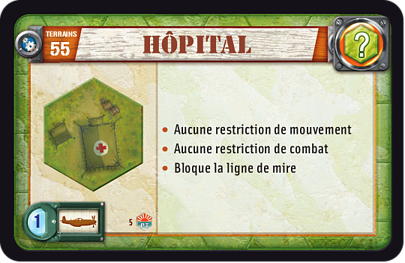 TERRAINS
55
HÔPITAL
?
• Aucune restriction de mouvement
• Aucune restriction de combat
• Bloque la ligne de mire
1
5